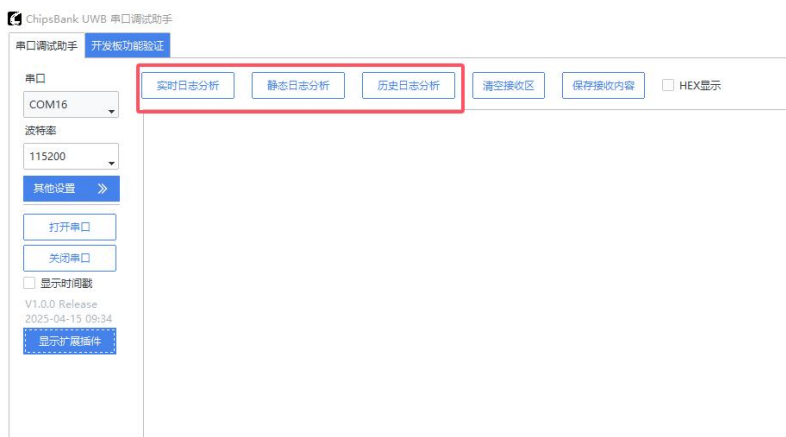 ChipsBank UWB 串口调试助手
串口调试助手 开发板功能验证
串口
实时日志分析 静态日志分析 历史日志分析 清空接收区 保存接收内容 HEX显示
COM16
波特率
115200
其他设置
打开串口
关闭串口
显示时间戳
V1.0.0 Release
2025-04-15 09:34
显示扩展插件